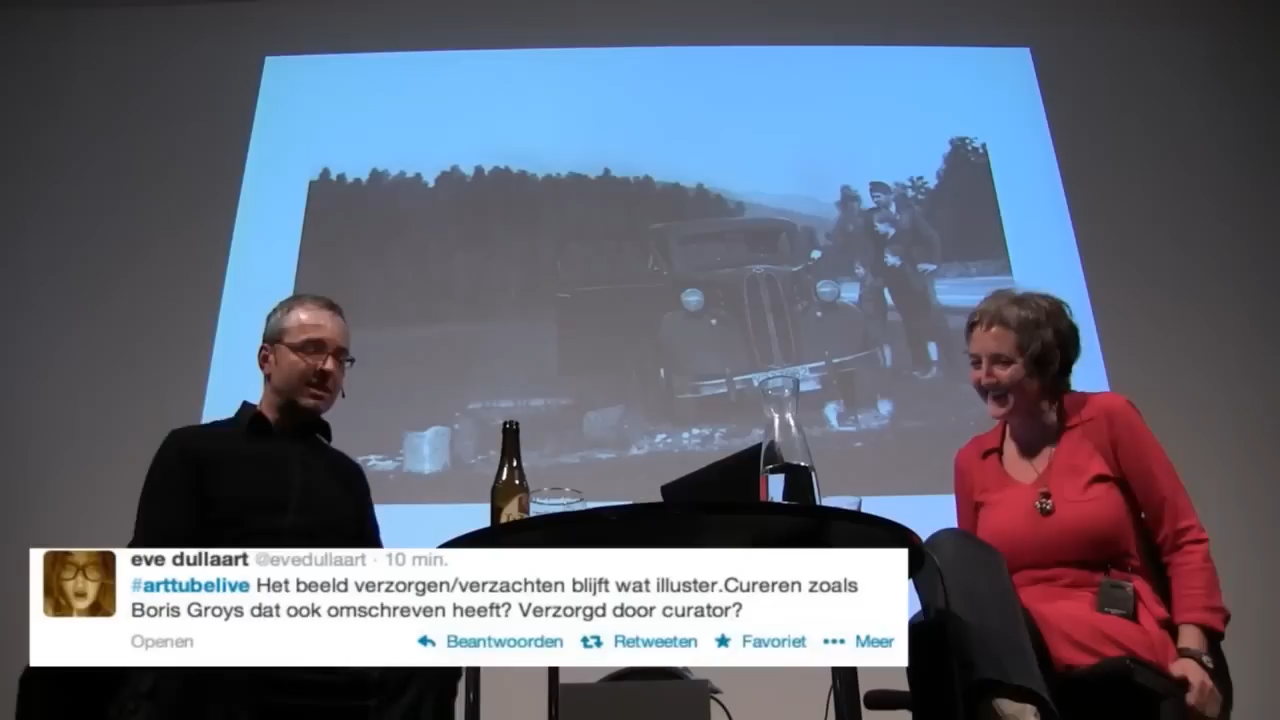 eve dullaart @evedullaart · 10 min.
#arttubelive Het beeld verzorgen/verzachten blijft wat illuster.Cureren zoals
Boris Groys dat ook omschreven heeft? Verzorgd door curator?
Openen Beantwoorden Retweeten Favoriet Meer